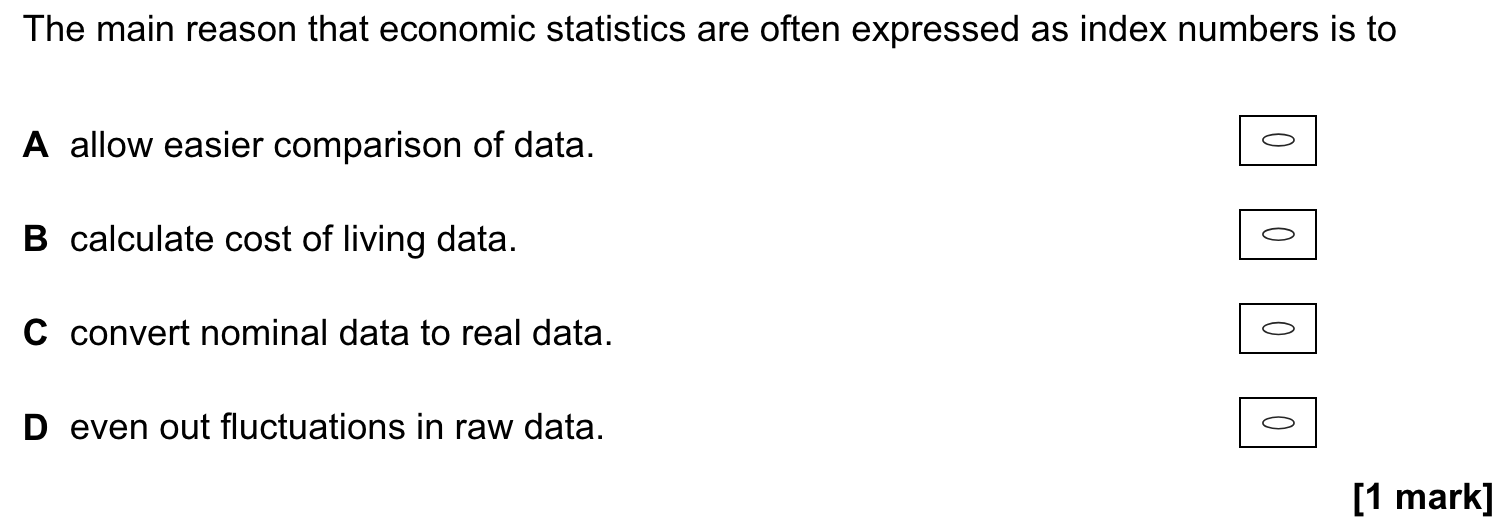 The main reason that economic statistics are often expressed as index numbers is to
A allow easier comparison of data.
B calculate cost of living data.
C convert nominal data to real data.
D even out fluctuations in raw data.
[1 mark]